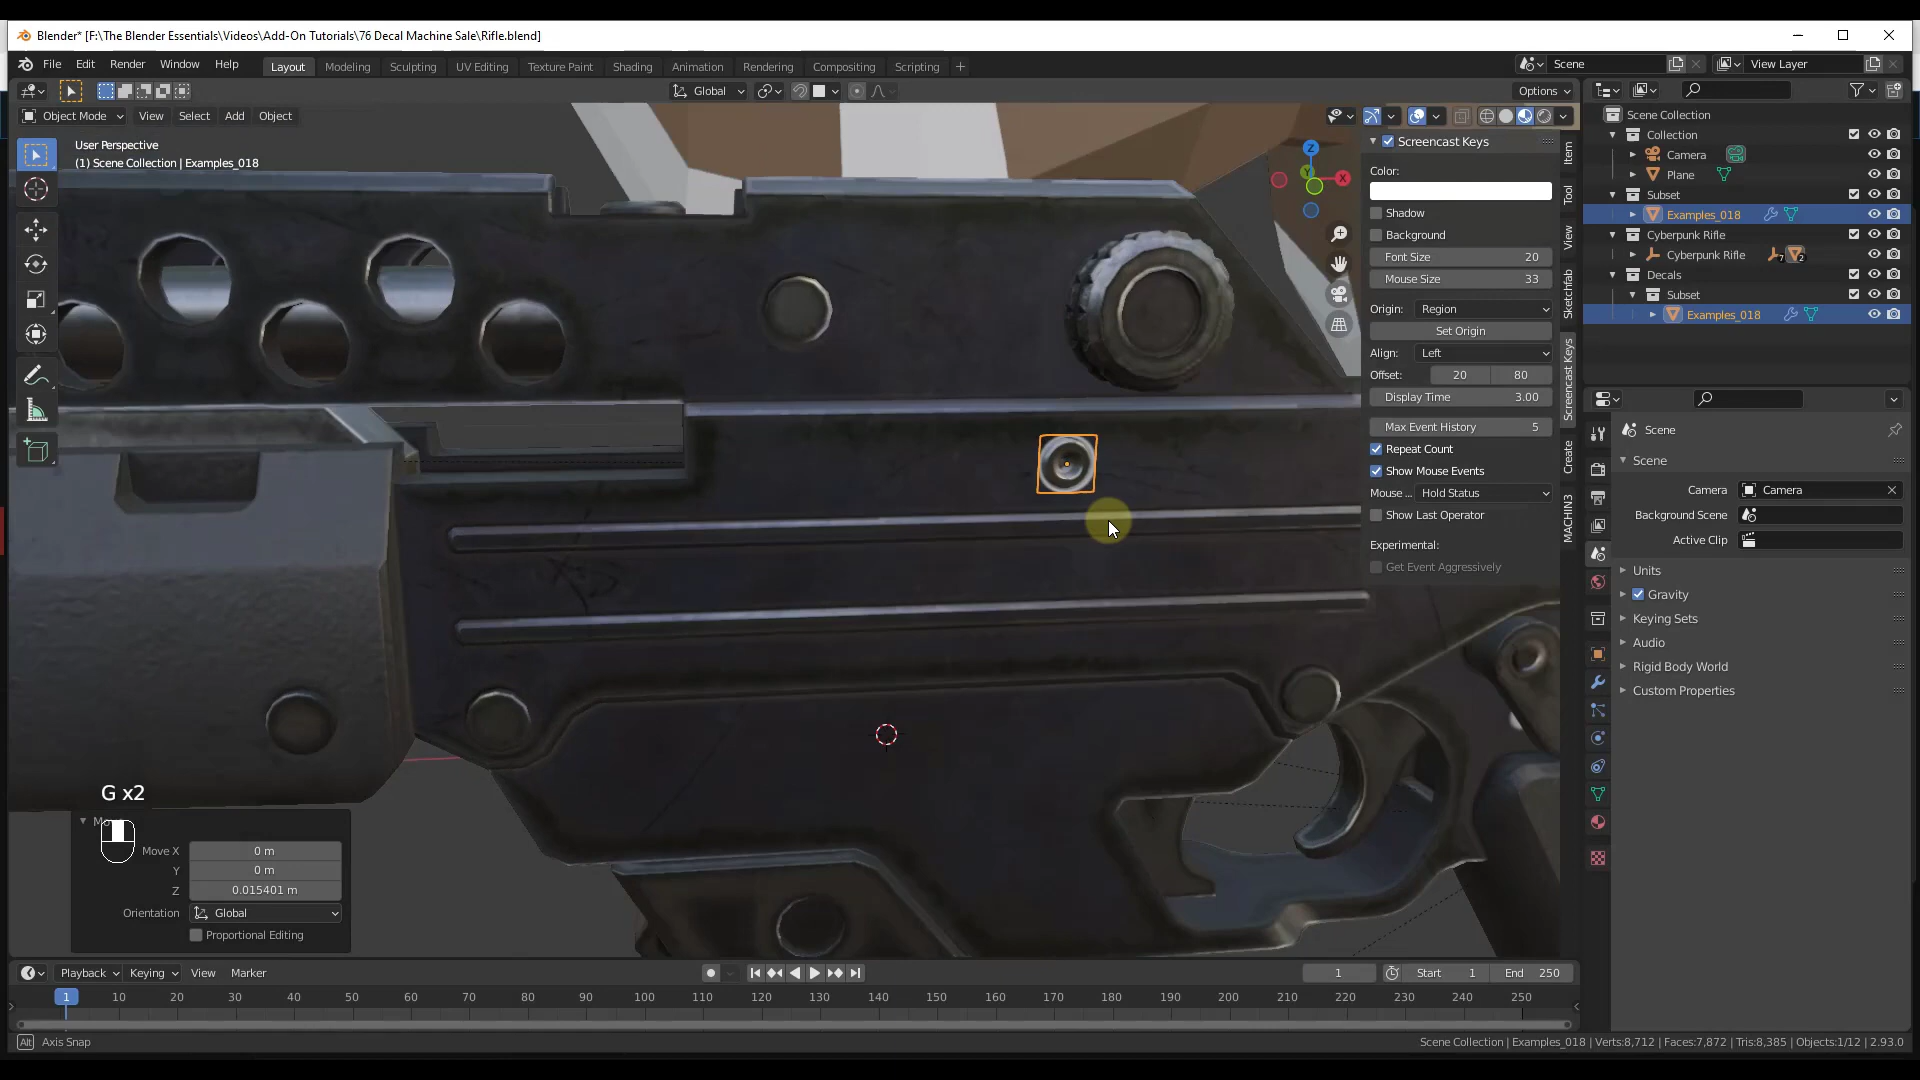 Blender* [F:\The Blender Essentials\Videos\Add-On Tutorials\76 Decal Machine Sale\Rifle.blend]
File Edit Render Window Help Layout Modeling Sculpting UV Editing Texture Paint Shading Animation Rendering Compositing Scripting + Scene View Layer
Global Options
Object Mode View Select Add Object
User Perspective
(1) Scene Collection | Examples_018
Z
X
Y
Screencast Keys
Color:
Shadow
Background
Font Size 20
Mouse Size 33
Origin: Region
Set Origin
Align: Left
Offset: 20 80
Display Time 3.00
Max Event History 5
Repeat Count
Show Mouse Events
Mouse ... Hold Status
Show Last Operator
Experimental:
Get Event Aggressively
Item
Tool
View
Sketchfab
Screencast Keys
Create
MACHIN3
Scene Collection
Collection
Camera
Plane
Subset
Examples_018
Cyberpunk Rifle
Cyberpunk Rifle 7 2
Decals
Subset
Examples_018
Scene
Scene
Camera Camera
Background Scene
Active Clip
Units
Gravity
Keying Sets
Audio
Rigid Body World
Custom Properties
G x2
Move X 0 m
Y 0 m
Z 0.015401 m
Orientation Global
Proportional Editing
Playback Keying View Marker 1 Start 1 End 250
1 10 20 30 40 50 60 70 80 90 100 110 120 130 140 150 160 170 180 190 200 210 220 230 240 250
Alt Axis Snap
Scene Collection | Examples_018 | Verts:8,712 | Faces:7,872 | Tris:8,385 | Objects:1/12 | 2.93.0